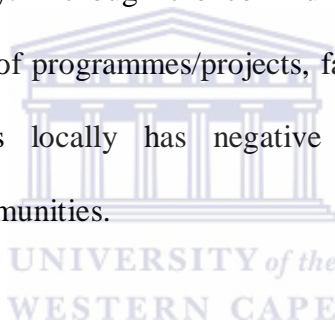 of programmes/projects, fa
s locally has negative
munities.
UNIVERSITY of the
WESTERN CAPE